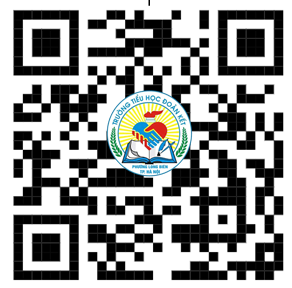 TRƯỜNG TIỂU HỌC ĐOÀN KẾT
PHƯỜNG LONG BIÊN
TP. HÀ NỘI